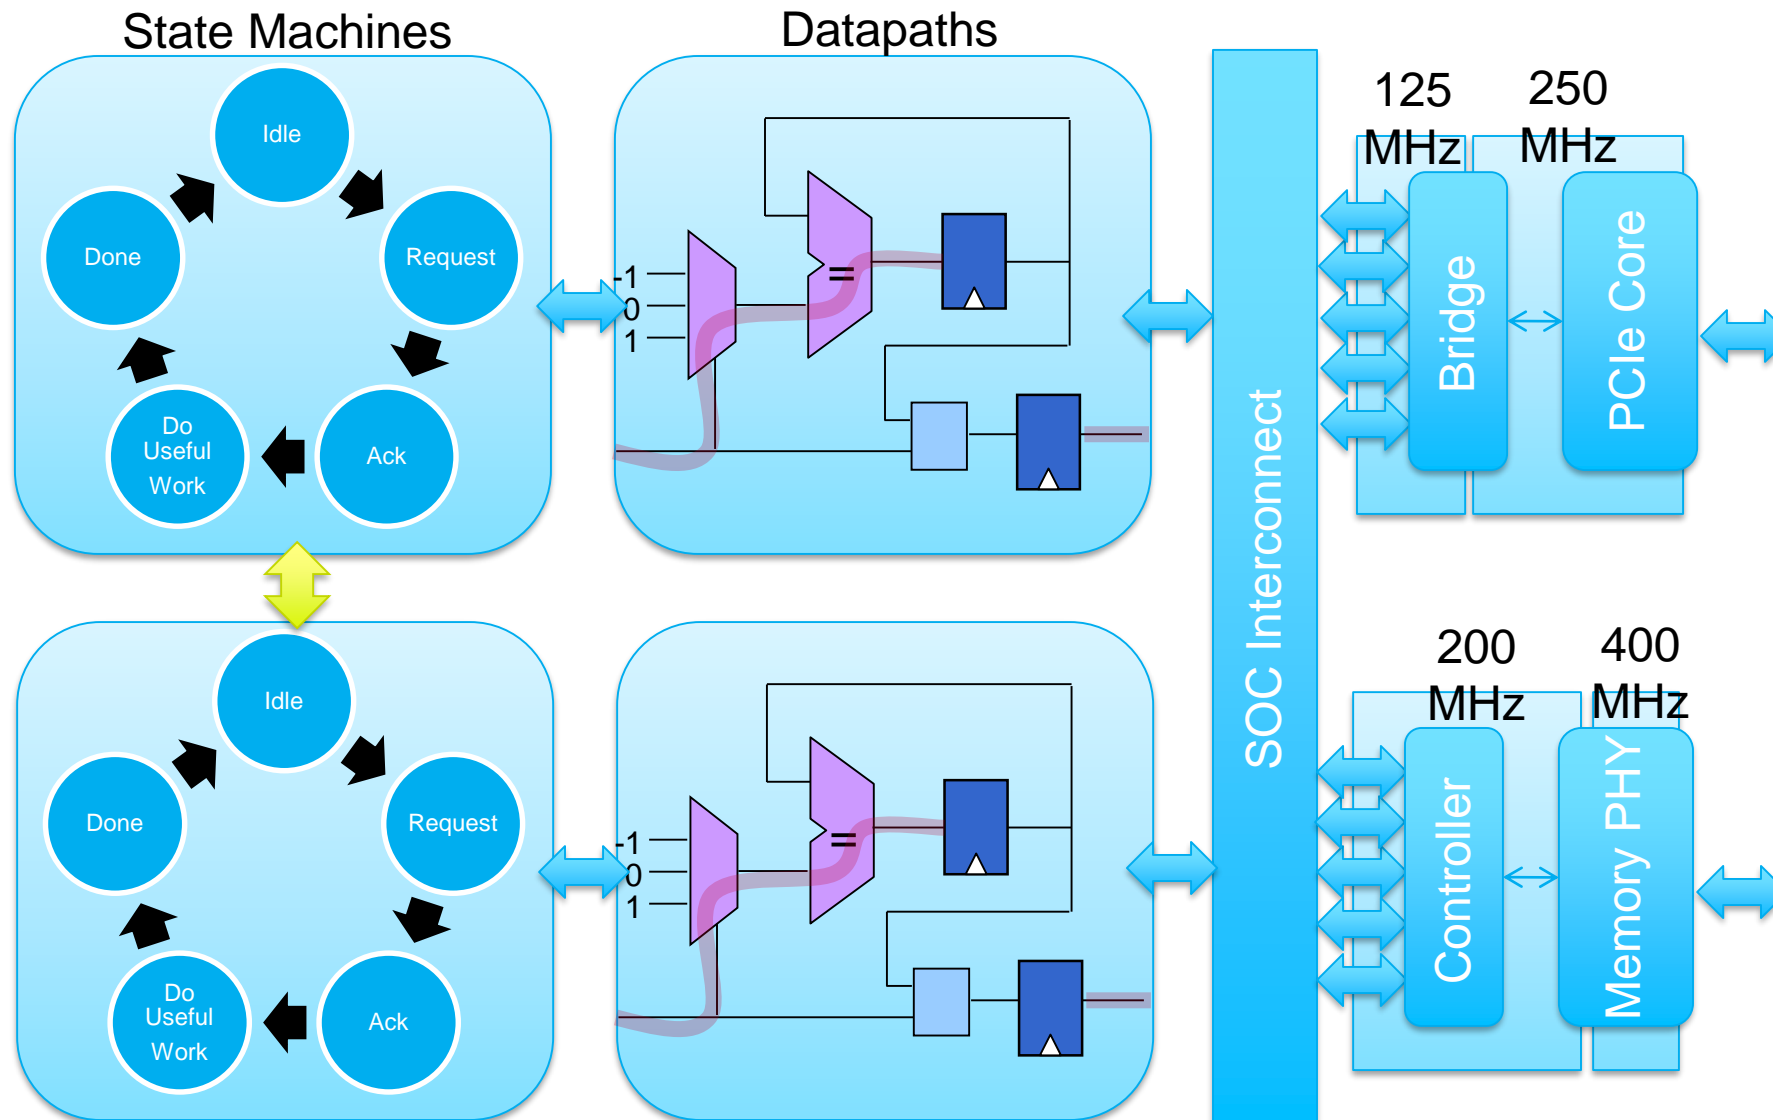 State Machines
Datapaths
Idle
Request
Ack
Do
Useful
Work
Done
-1
0
1
=
SOC Interconnect
125
MHz
250
MHz
Bridge
PCIe Core
Idle
Request
Ack
Do
Useful
Work
Done
-1
0
1
=
200
MHz
400
MHz
Controller
Memory PHY